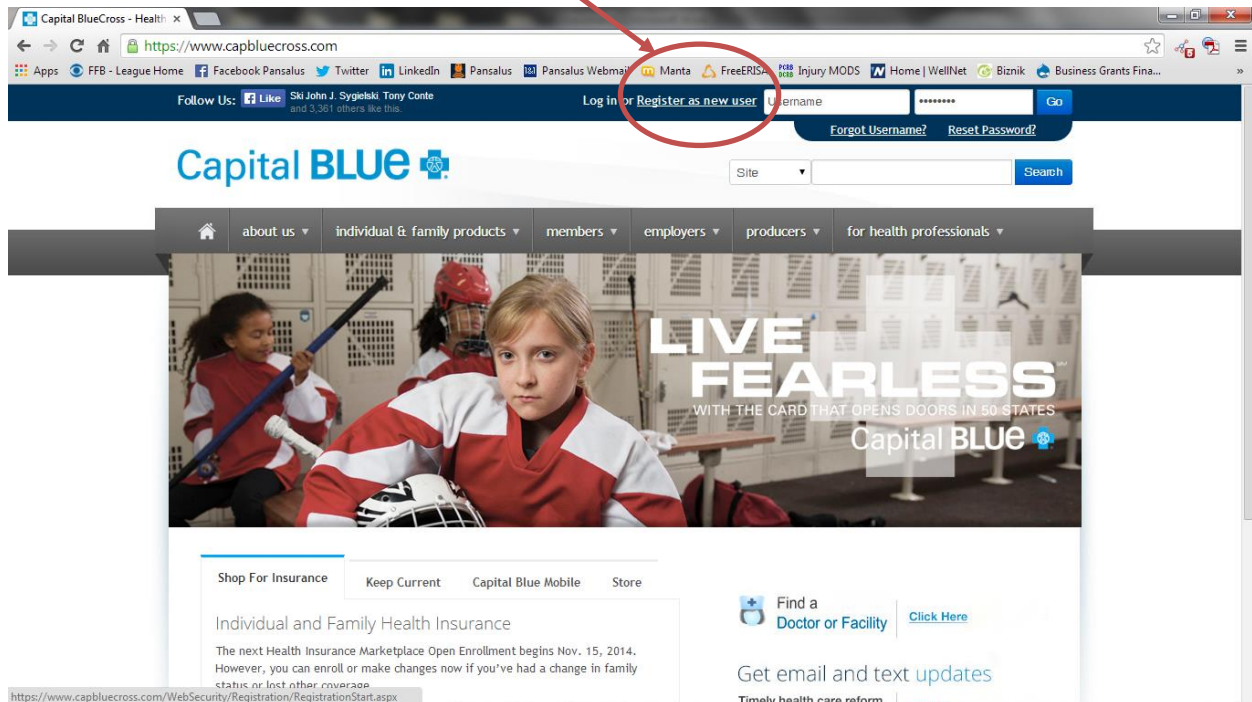 Capital BlueCross - Health
https://www.capbluecross.com
Apps FFB - League Home Facebook Pansalus Twitter LinkedIn Pansalus Pansalus Webmail Manta FreeERISA Injury MODS Home | WellNet Biznik Business Grants Fina... »
Follow Us: Like Ski John J. Sygielski, Tony Conte
and 3,361 others like this.
Log in or Register as new user Username •••••••• Go
Forgot Username? Reset Password?
Capital BLUE
Site Search
about us individual & family products members employers producers for health professionals
LIVE
FEARLESS
WITH THE CARD THAT OPENS DOORS IN 50 STATES
Capital BLUE
Shop For Insurance Keep Current Capital Blue Mobile Store
Individual and Family Health Insurance
The next Health Insurance Marketplace Open Enrollment begins Nov. 15, 2014.
However, you can enroll or make changes now if you've had a change in family
status or lost other coverage.
Find a
Doctor or Facility Click Here
Get email and text updates
Timely health care reform
https://www.capbluecross.com/WebSecurity/Registration/RegistrationStart.aspx